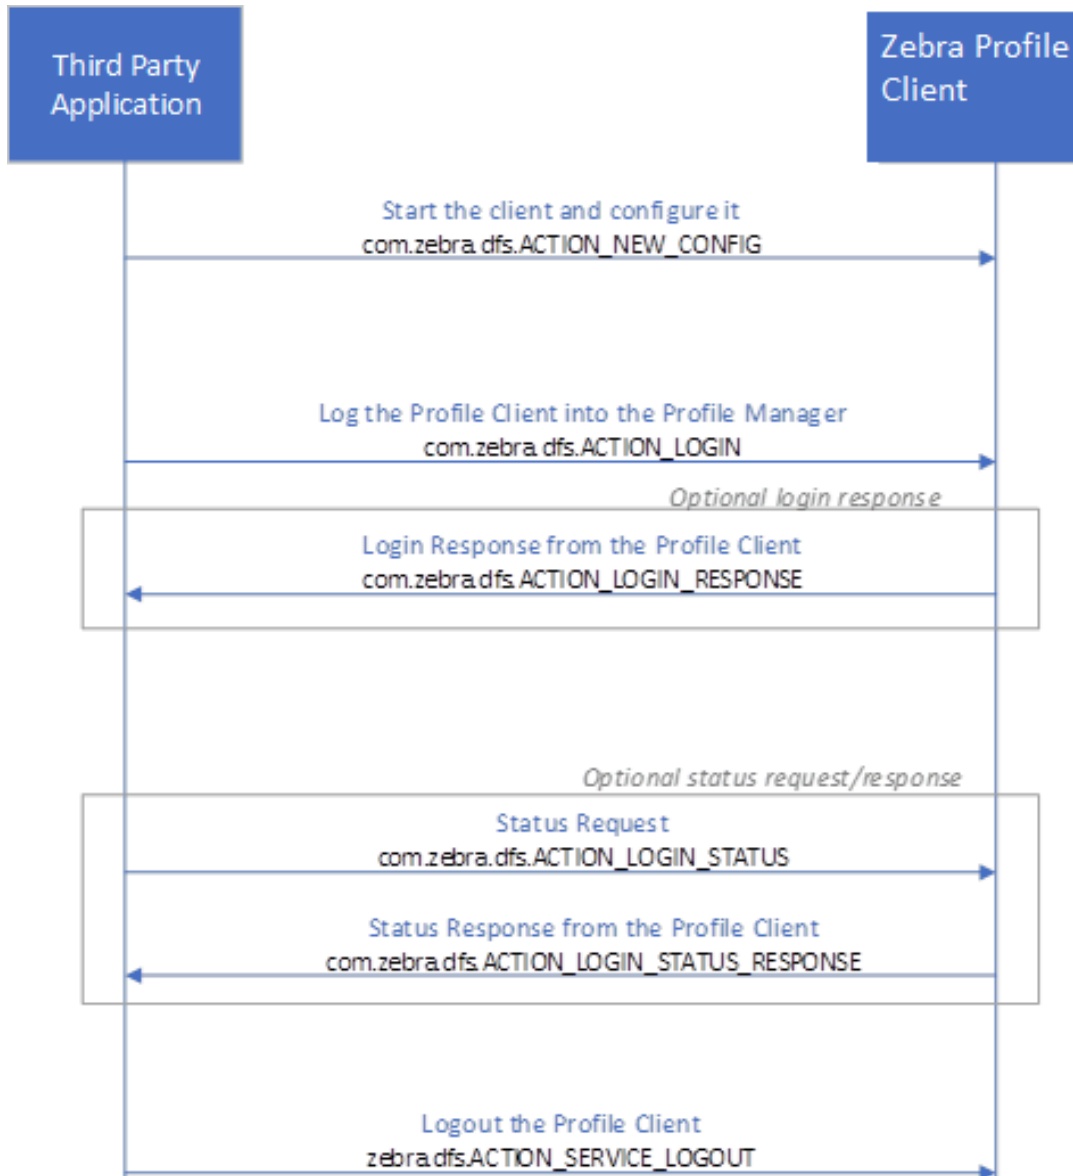 Third Party
Application
Zebra Profile
Client
Start the client and configure it
com.zebra.dfs.ACTION_NEW_CONFIG
Log the Profile Client into the Profile Manager
com.zebra.dfs.ACTION_LOGIN
Optional login response
Login Response from the Profile Client
com.zebra.dfs.ACTION_LOGIN_RESPONSE
Optional status request/response
Status Request
com.zebra.dfs.ACTION_LOGIN_STATUS
Status Response from the Profile Client
com.zebra.dfs.ACTION_LOGIN_STATUS_RESPONSE
Logout the Profile Client
zebra.dfs.ACTION_SERVICE_LOGOUT